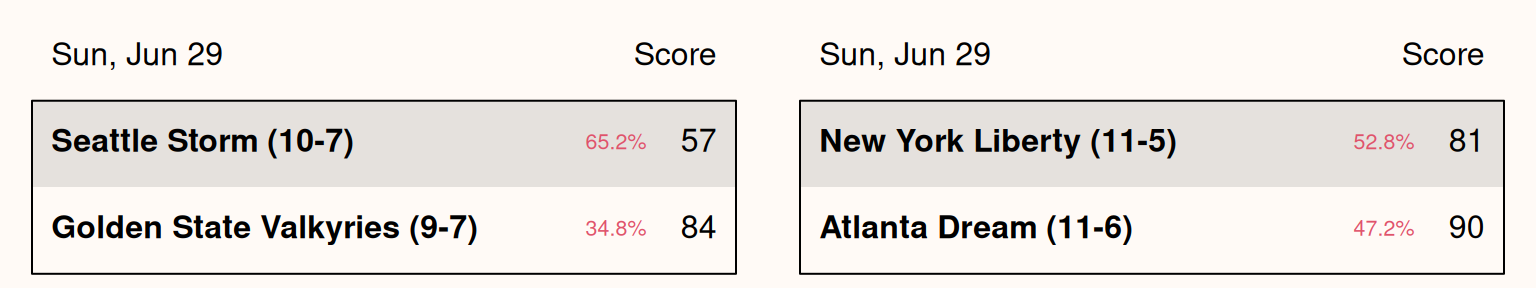 Sun, Jun 29 Score
Seattle Storm (10-7) 65.2% 57
Golden State Valkyries (9-7) 34.8% 84
Sun, Jun 29 Score
New York Liberty (11-5) 52.8% 81
Atlanta Dream (11-6) 47.2% 90